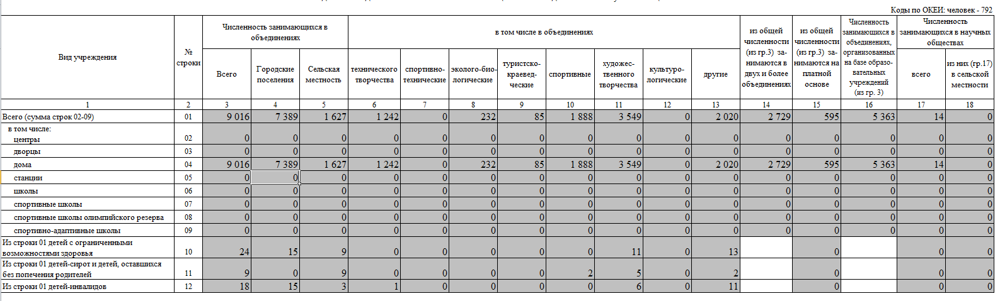 Коды по ОКЕИ: человек - 792
Вид учреждения
№
строки
Численность занимающихся в
объединениях
в том числе в объединениях
из общей
численности
(из гр.3) за-
нимаются в
двух и более
объединениях
из общей
численности
(из гр.3) за-
нимаются на
платной
основе
Численность
занимающихся в
объединениях,
организованных
на базе образо-
вательных
учреждений
(из гр. 3)
Численность
занимающихся в научных
обществах
Всего
Городские
поселения
Сельская
местность
технического
творчества
спортивно-
технические
эколого-био-
логические
туристско-
краевед-
ческие
спортивные
художес-
твенного
творчества
культуро-
логические
другие
всего
из них (гр.17)
в сельской
местности
1 2 3 4 5 6 7 8 9 10 11 12 13 14 15 16 17 18
Всего (сумма строк 02-09) 01 9 016 7 389 1 627 1 242 0 232 85 1 888 3 549 0 2 020 2 729 595 5 363 14 0
в том числе:
центры 02 0 0 0 0 0 0 0 0 0 0 0 0 0 0 0 0
дворцы 03 0 0 0 0 0 0 0 0 0 0 0 0 0 0 0 0
дома 04 9 016 7 389 1 627 1 242 0 232 85 1 888 3 549 0 2 020 2 729 595 5 363 14 0
станции 05 0 0 0 0 0 0 0 0 0 0 0 0 0 0 0 0
школы 06 0 0 0 0 0 0 0 0 0 0 0 0 0 0 0 0
спортивные школы 07 0 0 0 0 0 0 0 0 0 0 0 0 0 0 0 0
спортивные школы олимпийского резерва 08 0 0 0 0 0 0 0 0 0 0 0 0 0 0 0 0
спортивно-адаптивные школы 09 0 0 0 0 0 0 0 0 0 0 0 0 0 0 0 0
Из строки 01 детей с ограниченными
возможностями здоровья 10 24 15 9 0 0 0 0 0 11 0 13 0 0 0
Из строки 01 детей-сирот и детей, оставшихся
без попечения родителей 11 9 0 9 0 0 0 0 2 5 0 2 0 0 0
Из строки 01 детей-инвалидов 12 18 15 3 1 0 0 0 0 6 0 11 0 0 0